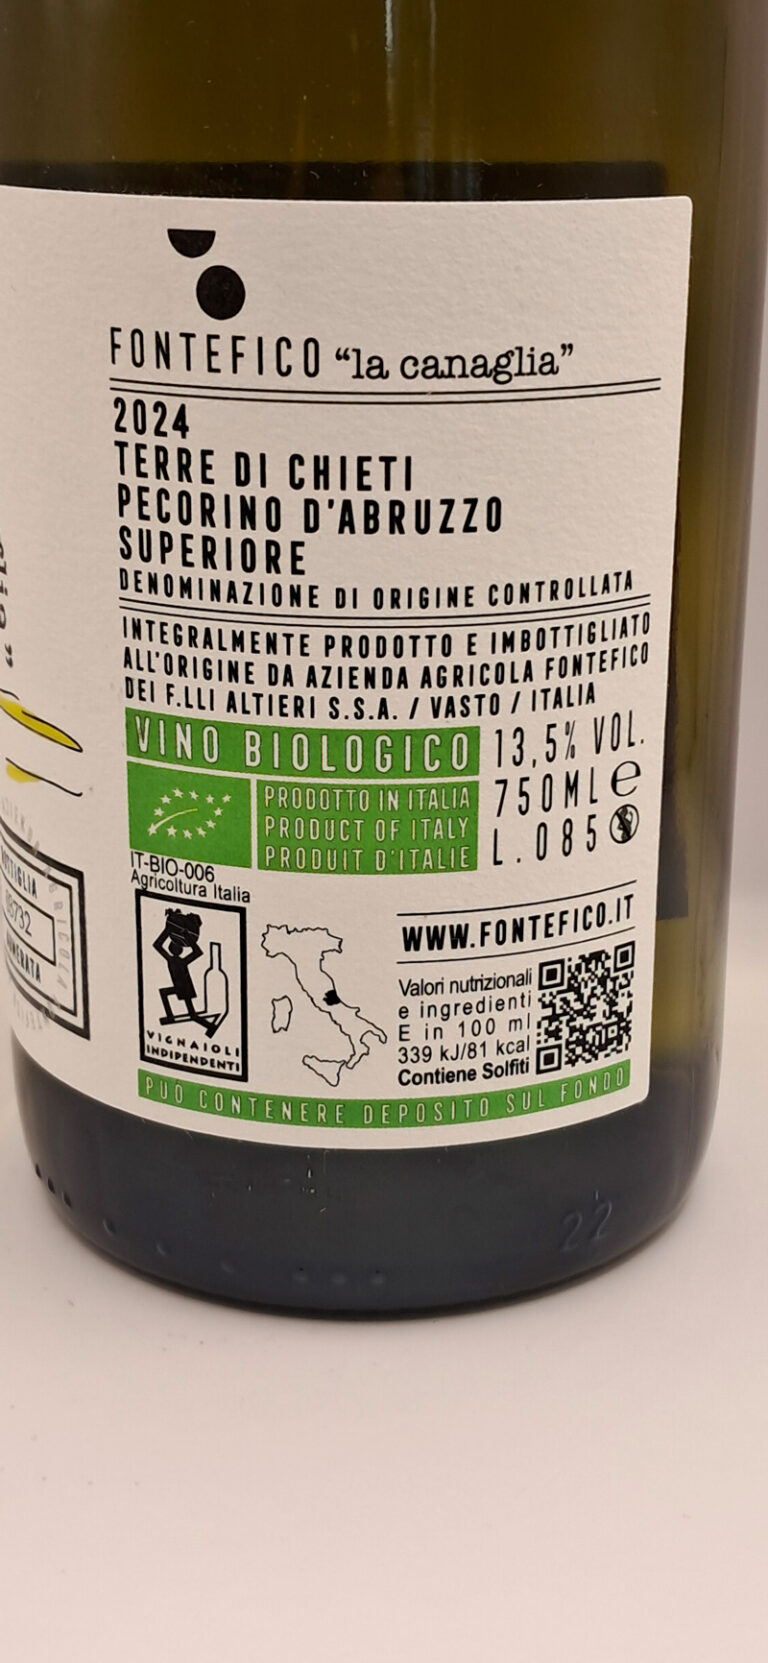 FONTEFICO “la canaglia”
2024
TERRE DI CHIETI
PECORINO D'ABRUZZO
SUPERIORE
DENOMINAZIONE DI ORIGINE CONTROLLATA
INTEGRALMENTE PRODOTTO E IMBOTTIGLIATO
ALL'ORIGINE DA AZIENDA AGRICOLA FONTEFICO
DEI F.LLI ALTIERI S.S.A. / VASTO / ITALIA
VINO BIOLOGICO
13,5% VOL.
750ML e
L.085
PRODOTTO IN ITALIA
PRODUCT OF ITALY
PRODUIT D'ITALIE
IT-BIO-006
Agricoltura Italia
VIGNAIOLI
INDIPENDENTI
WWW.FONTEFICO.IT
Valori nutrizionali
e ingredienti
E in 100 ml
339 kJ/81 kcal
Contiene Solfiti
PUÒ CONTENERE DEPOSITO SUL FONDO
22